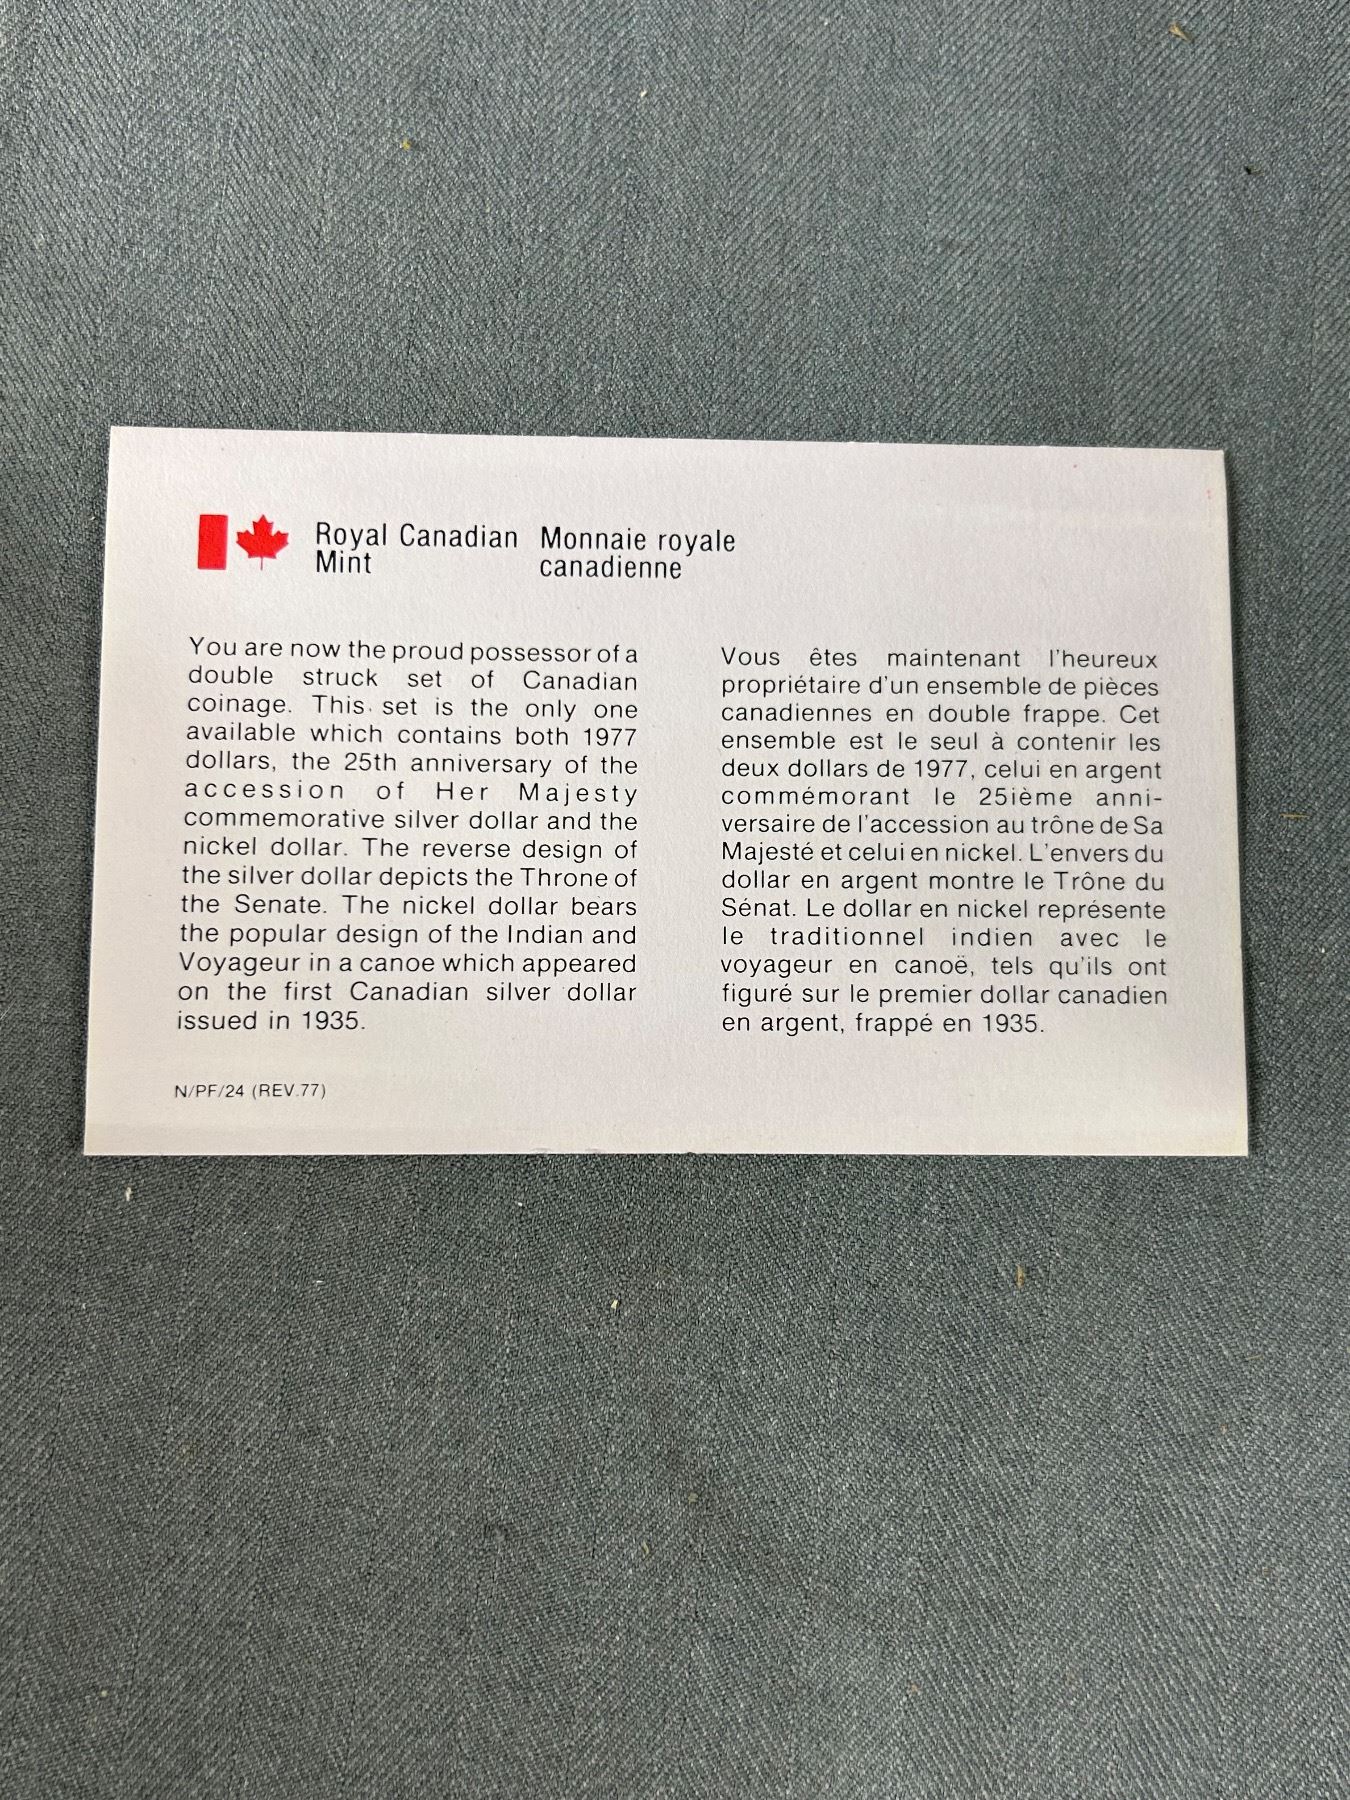 Royal Canadian
Mint
Monnaie royale
canadienne
You are now the proud possessor of a
double struck set of Canadian
coinage. This set is the only one
available which contains both 1977
dollars, the 25th anniversary of the
accession of Her Majesty
commemorative silver dollar and the
nickel dollar. The reverse design of
the silver dollar depicts the Throne of
the Senate. The nickel dollar bears
the popular design of the Indian and
Voyageur in a canoe which appeared
on the first Canadian silver dollar
issued in 1935.
N/PF/24 (REV.77)
Vous êtes maintenant l'heureux
propriétaire d'un ensemble de pièces
canadiennes en double frappe. Cet
ensemble est le seul à contenir les
deux dollars de 1977, celui en argent
commémorant le 25ième anni-
versaire de l'accession au trône de Sa
Majesté et celui en nickel. L'envers du
dollar en argent montre le Trône du
Sénat. Le dollar en nickel représente
le traditionnel indien avec le
voyageur en canoë, tels qu'ils ont
figuré sur le premier dollar canadien
en argent, frappé en 1935.